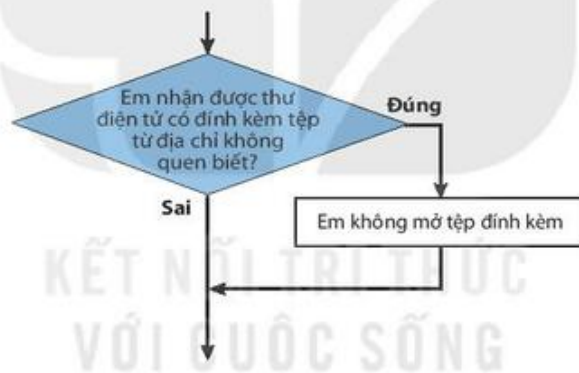 Em nhận được thư
điện tử có đính kèm tệp
từ địa chỉ không
quen biết?
Đúng
Sai
Em không mở tệp đính kèm
KẾT NỐI TRI THỨC
VỚI CUỘC SỐNG